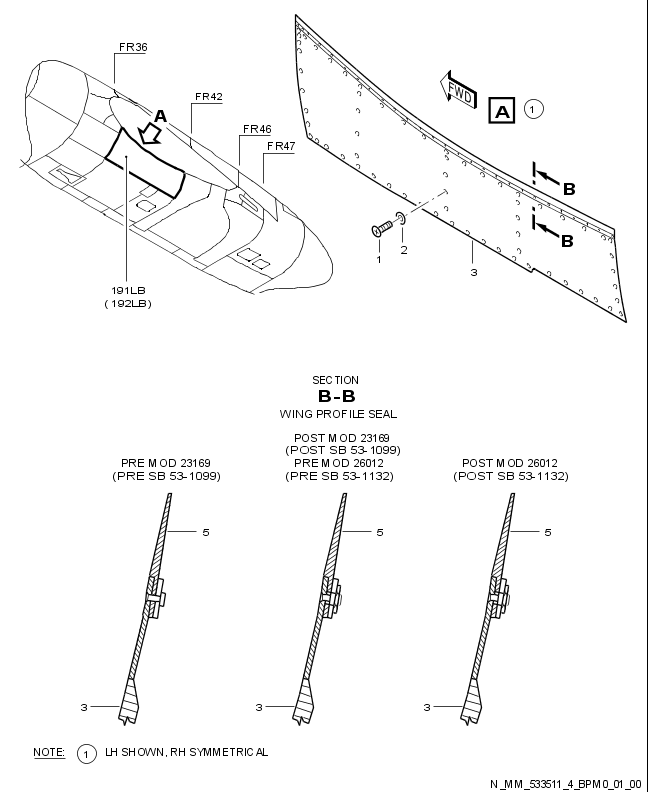 FR36
FR42
FR46
FR47
A
191LB
(192LB)
FWD
A 1
B
B
1
2
3
SECTION
B-B
WING PROFILE SEAL
PRE MOD 23169
(PRE SB 53-1099)
POST MOD 23169
(POST SB 53-1099)
PRE MOD 26012
(PRE SB 53-1132)
POST MOD 26012
(POST SB 53-1132)
5
5
5
3
3
3
NOTE: 1 LH SHOWN, RH SYMMETRICAL
N_MM_533511_4_BPM0_01_00